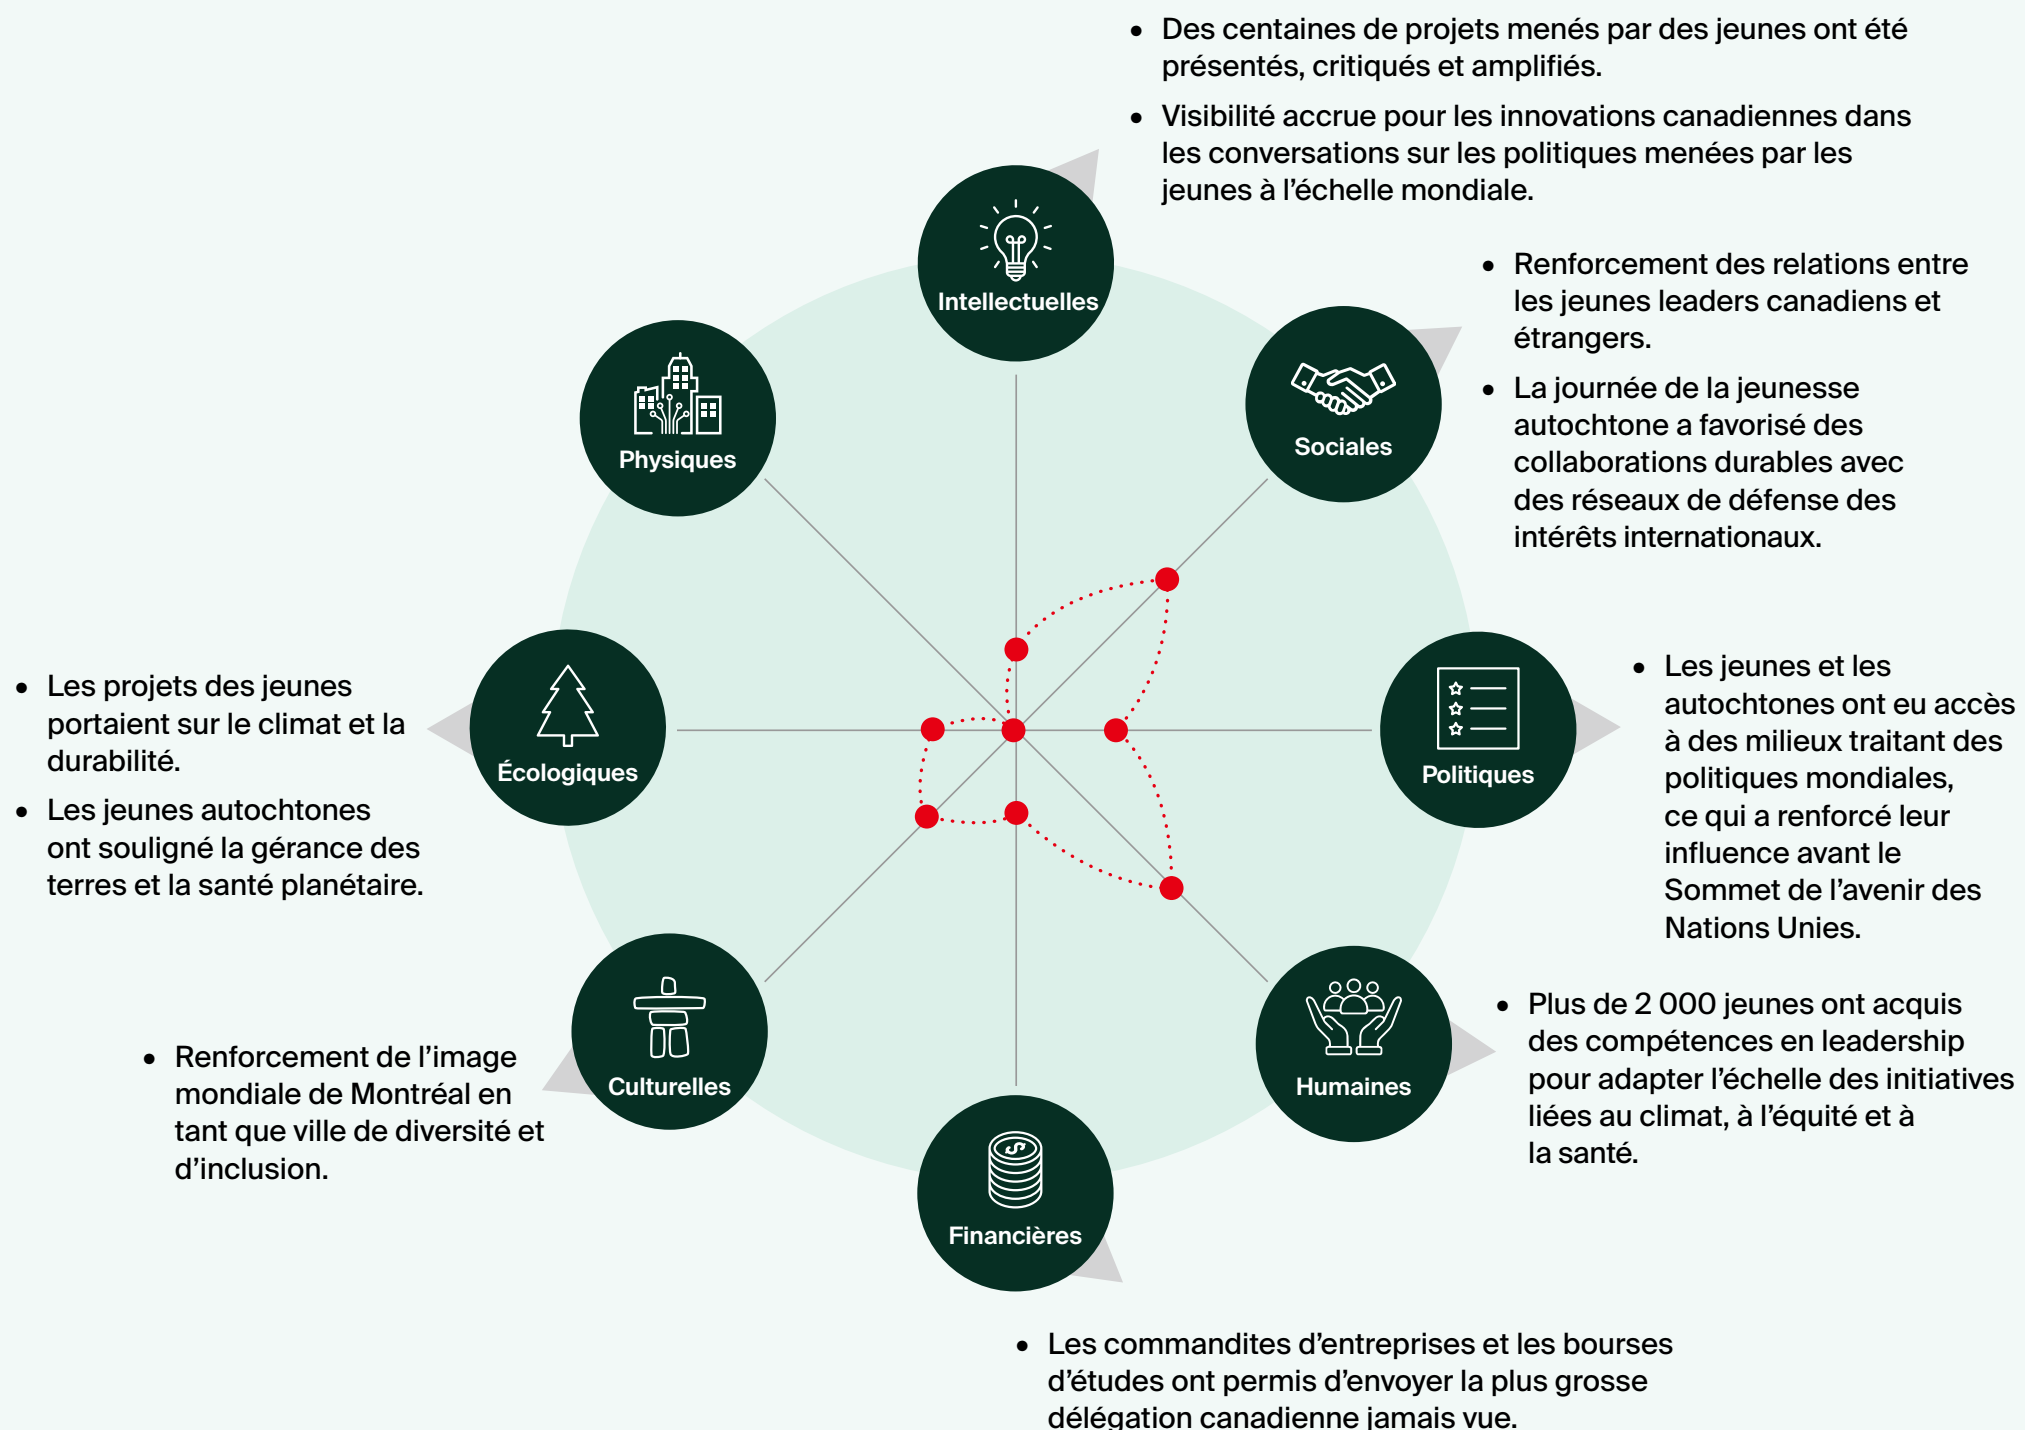 • Des centaines de projets menés par des jeunes ont été
présentés, critiqués et amplifiés.
• Visibilité accrue pour les innovations canadiennes dans
les conversations sur les politiques menées par les
jeunes à l’échelle mondiale.
Intellectuelles
• Renforcement des relations entre
les jeunes leaders canadiens et
étrangers.
• La journée de la jeunesse
autochtone a favorisé des
collaborations durables avec
des réseaux de défense des
intérêts internationaux.
Sociales
Physiques
• Les jeunes et les
autochtones ont eu accès
à des milieux traitant des
politiques mondiales,
ce qui a renforcé leur
influence avant le
Sommet de l’avenir des
Nations Unies.
Politiques
• Les projets des jeunes
portaient sur le climat et la
durabilité.
• Les jeunes autochtones
ont souligné la gérance des
terres et la santé planétaire.
Écologiques
• Plus de 2 000 jeunes ont acquis
des compétences en leadership
pour adapter l’échelle des initiatives
liées au climat, à l’équité et à
la santé.
Humaines
• Renforcement de l’image
mondiale de Montréal en
tant que ville de diversité et
d’inclusion.
Culturelles
$
Financières
• Les commandites d’entreprises et les bourses
d’études ont permis d’envoyer la plus grosse
délégation canadienne jamais vue.